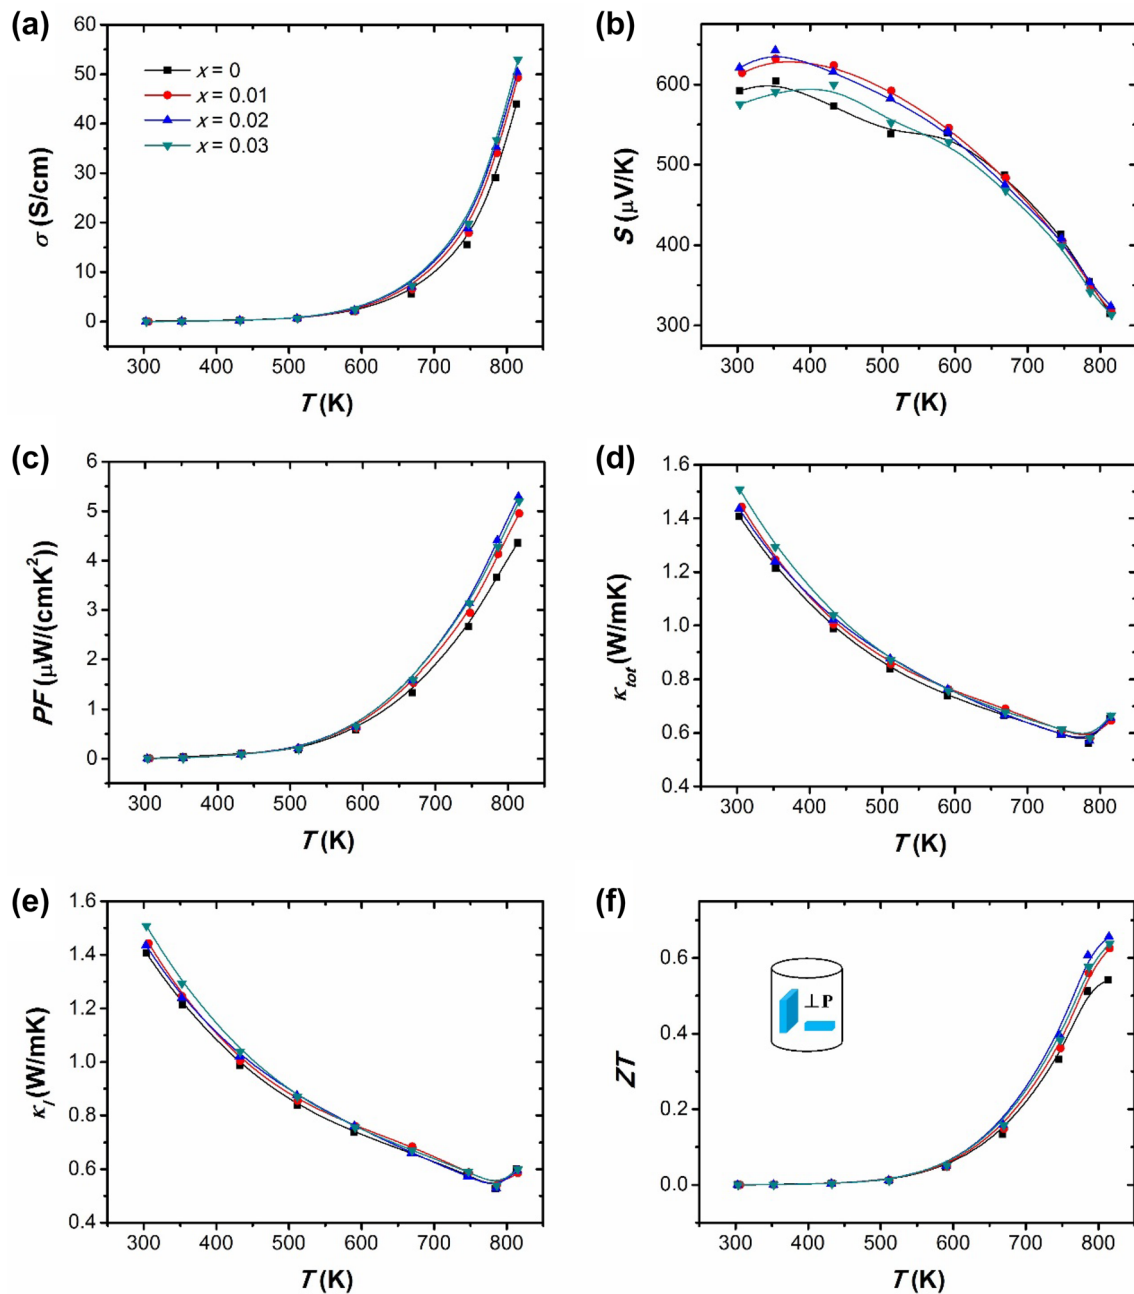 (a)
60
50
40
30
20
10
0
σ (S/cm)
x = 0
x = 0.01
x = 0.02
x = 0.03
300 400 500 600 700 800
T (K)
(b)
600
500
400
300
S (μV/K)
300 400 500 600 700 800
T (K)
(c)
6
5
4
3
2
1
0
PF (μW/(cmK²))
300 400 500 600 700 800
T (K)
(d)
1.6
1.4
1.2
1.0
0.8
0.6
0.4
κtot (W/mK)
300 400 500 600 700 800
T (K)
(e)
1.6
1.4
1.2
1.0
0.8
0.6
0.4
κl (W/mK)
300 400 500 600 700 800
T (K)
(f)
0.6
0.4
0.2
0.0
ZT
⊥P
300 400 500 600 700 800
T (K)